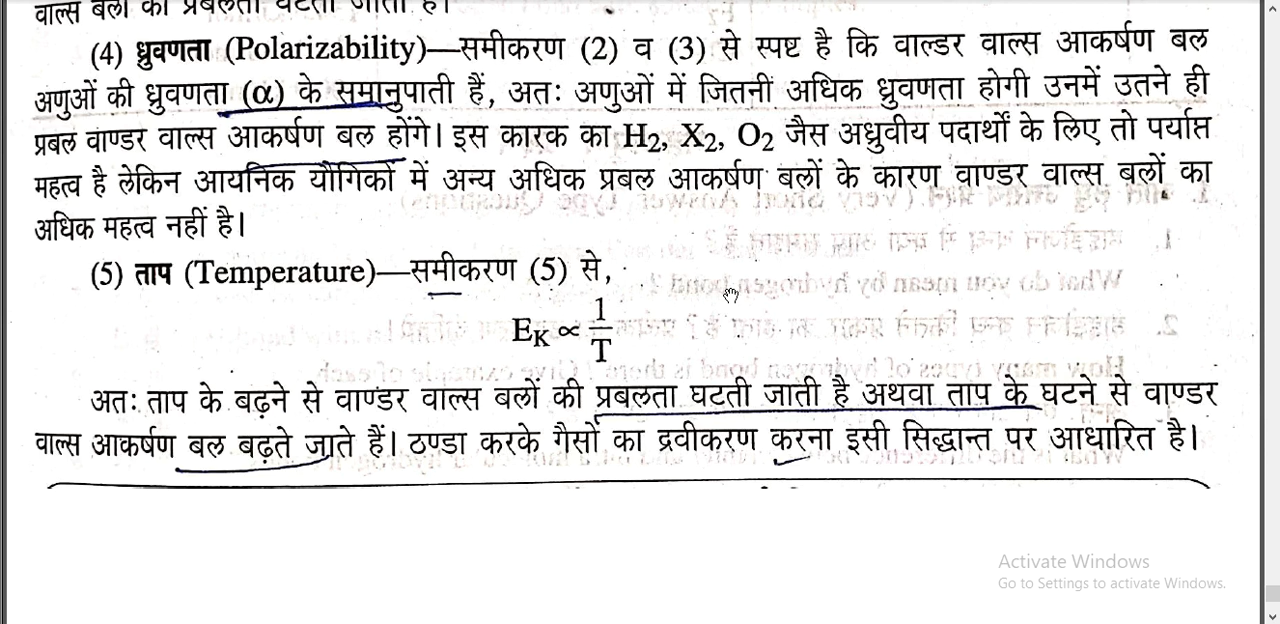 वाल्स बलों की प्रबलता घटती जाती है।
(4) ध्रुवणता (Polarizability)—समीकरण (2) व (3) से स्पष्ट है कि वाल्डर वाल्स आकर्षण बल
अणुओं की ध्रुवणता (α) के समानुपाती हैं, अतः अणुओं में जितनी अधिक ध्रुवणता होगी उनमें उतने ही
प्रबल वाण्डर वाल्स आकर्षण बल होंगे। इस कारक का H₂, X₂, O₂ जैस अध्रुवीय पदार्थों के लिए तो पर्याप्त
महत्व है लेकिन आयनिक यौगिकों में अन्य अधिक प्रबल आकर्षण बलों के कारण वाण्डर वाल्स बलों का
अधिक महत्व नहीं है।
(5) ताप (Temperature)—समीकरण (5) से,
E_K ∝ 1/T
अतः ताप के बढ़ने से वाण्डर वाल्स बलों की प्रबलता घटती जाती है अथवा ताप के घटने से वाण्डर
वाल्स आकर्षण बल बढ़ते जाते हैं। ठण्डा करके गैसों का द्रवीकरण करना इसी सिद्धान्त पर आधारित है।
Activate Windows
Go to Settings to activate Windows.